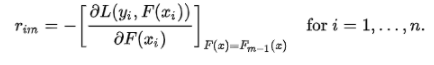 $r_{im} = -\left[\frac{\partial L(y_i, F(x_i))}{\partial F(x_i)}\right]_{F(x)=F_{m-1}(x)} \quad \text{for } i = 1, \ldots, n.$